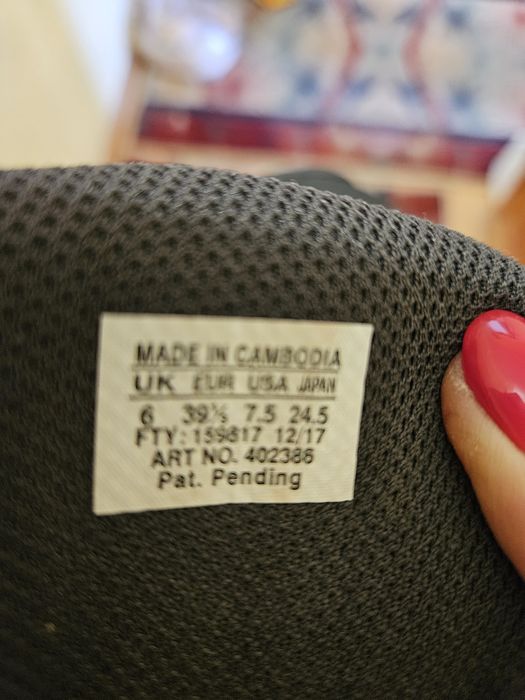 MADE IN CAMBODIA
UK EUR USA JAPAN
6 39½ 7.5 24.5
FTY: 159817 12/17
ART NO. 402386
Pat. Pending